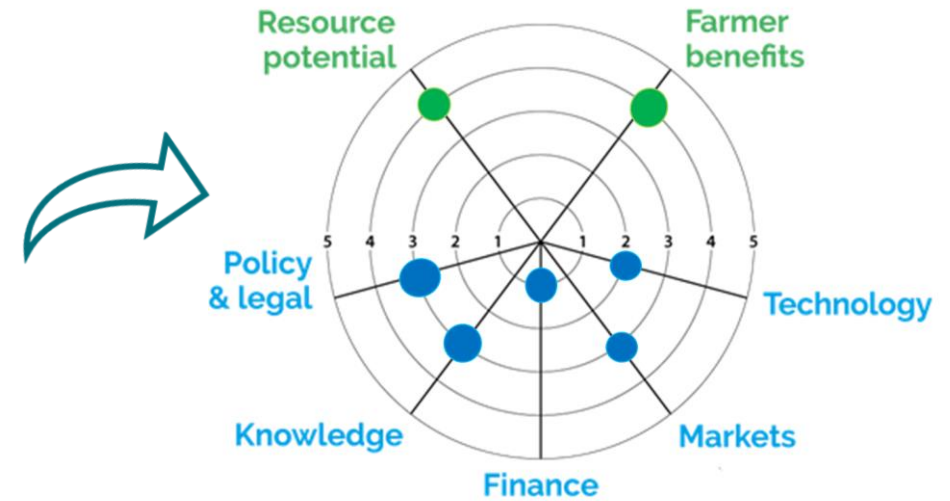 Resource
potential
Farmer
benefits
5 4 3 2 1 1 2 3 4 5
Policy
& legal
Technology
Knowledge
Markets
Finance